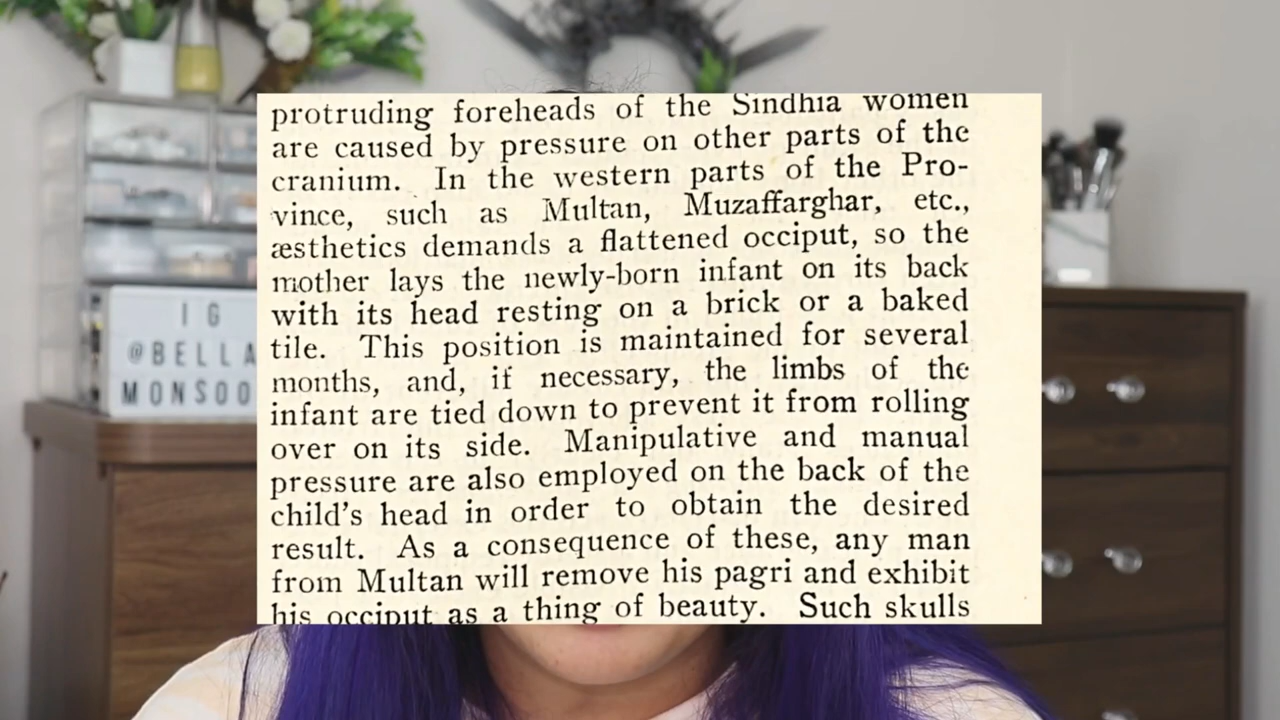 protruding foreheads of the Sindhia women
are caused by pressure on other parts of the
cranium. In the western parts of the Pro-
vince, such as Multan, Muzaffarghar, etc.,
æsthetics demands a flattened occiput, so the
mother lays the newly-born infant on its back
with its head resting on a brick or a baked
tile. This position is maintained for several
months, and, if necessary, the limbs of the
infant are tied down to prevent it from rolling
over on its side. Manipulative and manual
pressure are also employed on the back of the
child's head in order to obtain the desired
result. As a consequence of these, any man
from Multan will remove his pagri and exhibit
his occiput as a thing of beauty. Such skulls
IG
@BELLA
MONSOO